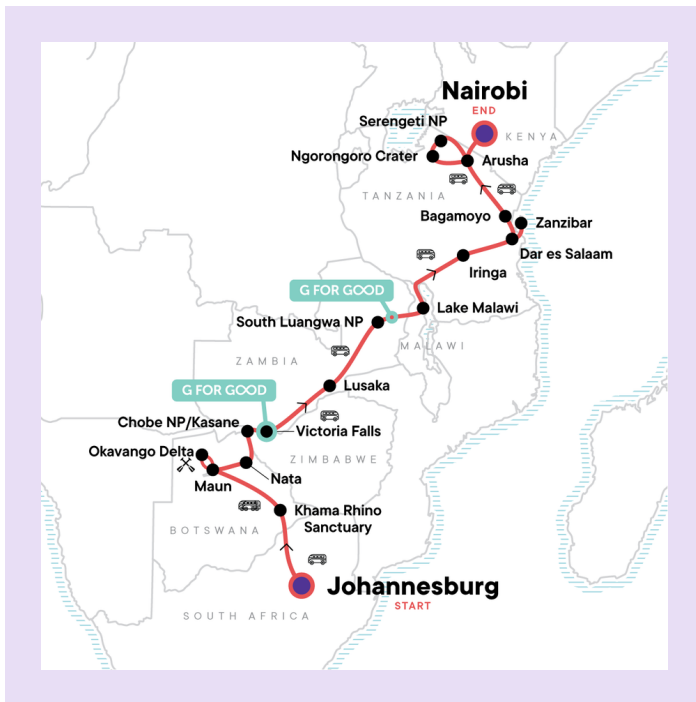 Nairobi
END
Serengeti NP
KENYA
Ngorongoro Crater
Arusha
TANZANIA
Bagamoyo
Zanzibar
Dar es Salaam
Iringa
G FOR GOOD
Lake Malawi
South Luangwa NP
MALAWI
ZAMBIA
Lusaka
G FOR GOOD
Chobe NP/Kasane
Victoria Falls
Okavango Delta
ZIMBABWE
Nata
Maun
Khama Rhino
Sanctuary
BOTSWANA
Johannesburg
START
SOUTH AFRICA